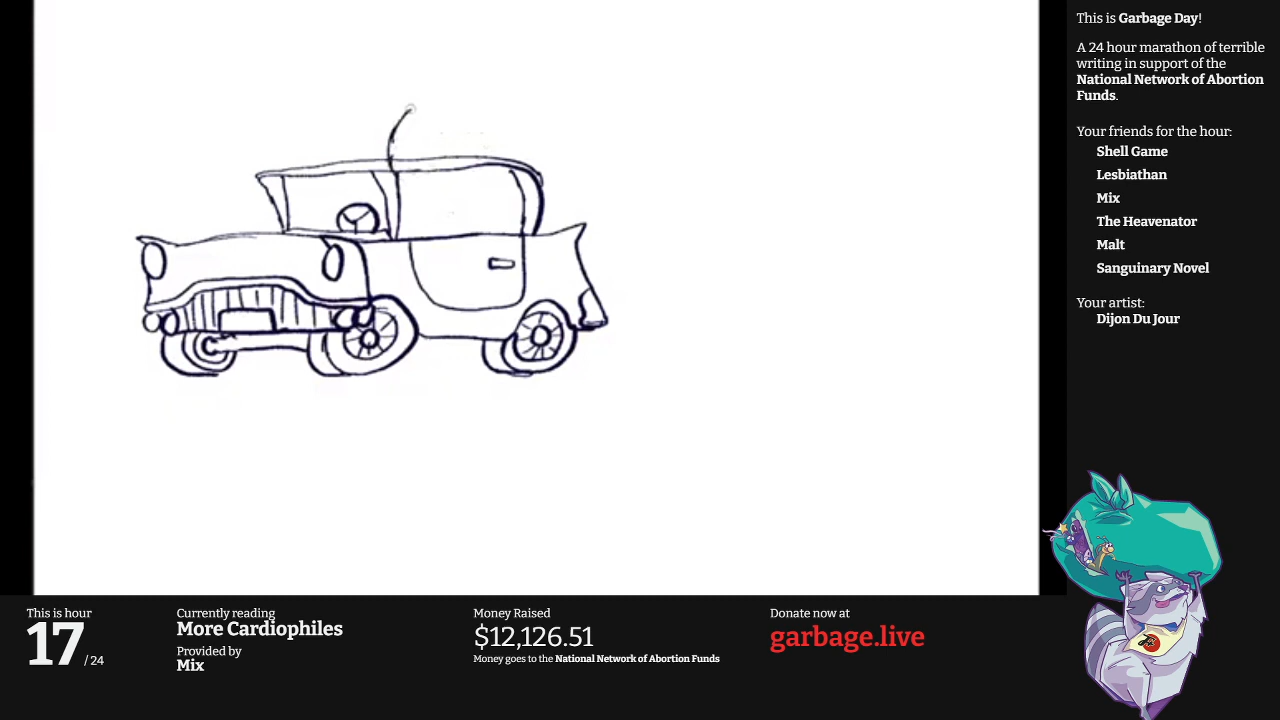 This is Garbage Day!
A 24 hour marathon of terrible
writing in support of the
National Network of Abortion
Funds.
Your friends for the hour:
Shell Game
Lesbiathan
Mix
The Heavenator
Malt
Sanguinary Novel
Your artist:
Dijon Du Jour
This is hour
17 / 24
Currently reading
More Cardiophiles
Provided by
Mix
Money Raised
$12,126.51
Money goes to the National Network of Abortion Funds
Donate now at
garbage.live